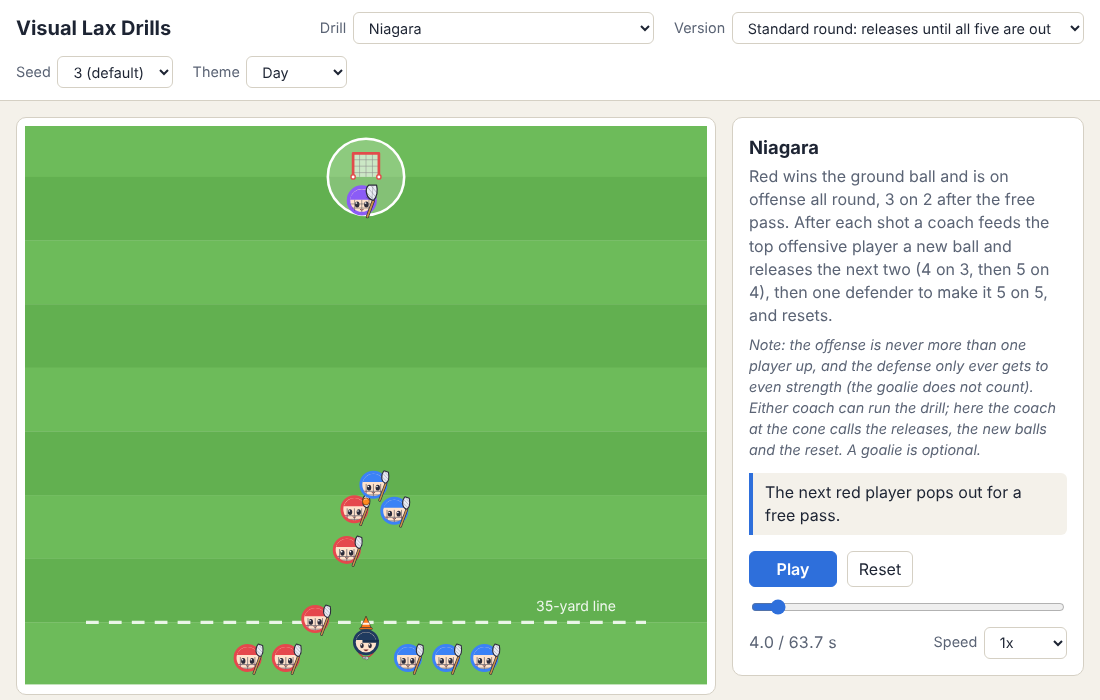 Visual Lax Drills
Drill
Niagara
Version
Standard round: releases until all five are out
Seed
3 (default)
Theme
Day
35-yard line
Niagara
Red wins the ground ball and is on
offense all round, 3 on 2 after the free
pass. After each shot a coach feeds the
top offensive player a new ball and
releases the next two (4 on 3, then 5 on
4), then one defender to make it 5 on 5,
and resets.
Note: the offense is never more than one
player up, and the defense only ever gets to
even strength (the goalie does not count).
Either coach can run the drill; here the coach
at the cone calls the releases, the new balls
and the reset. A goalie is optional.
The next red player pops out for a
free pass.
Play
Reset
4.0 / 63.7 s
Speed
1x